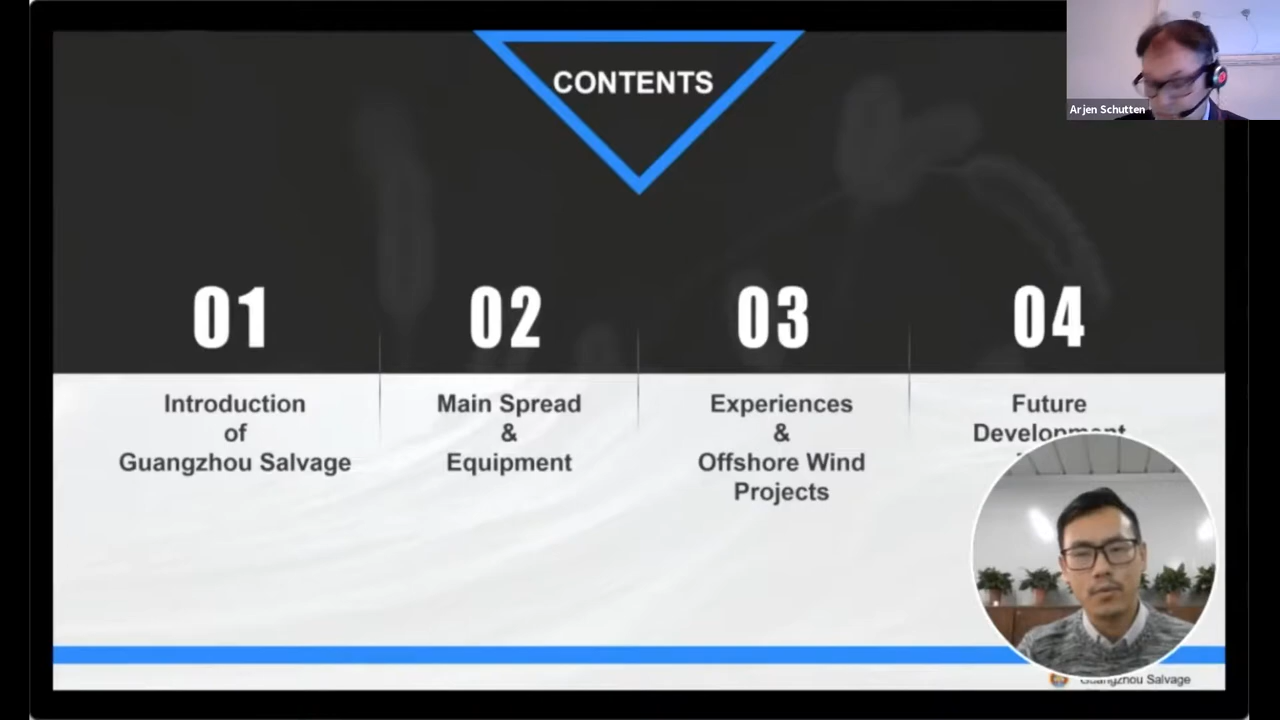 CONTENTS
Arjen Schutten
01
02
03
04
Introduction
of
Guangzhou Salvage
Main Spread
&
Equipment
Experiences
&
Offshore Wind
Projects
Future
Development
Guangzhou Salvage